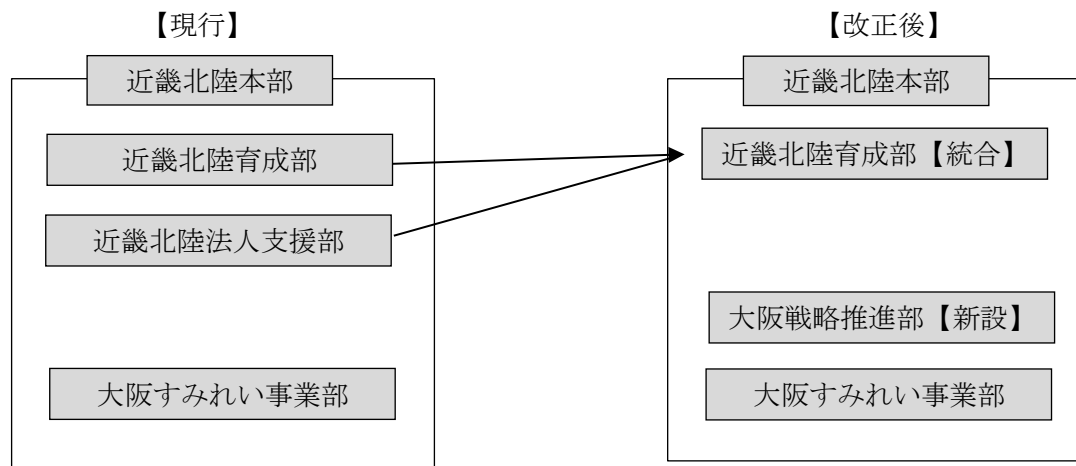 【現行】
近畿北陸本部
近畿北陸育成部
近畿北陸法人支援部
大阪すみれい事業部
【改正後】
近畿北陸本部
近畿北陸育成部【統合】
大阪戦略推進部【新設】
大阪すみれい事業部